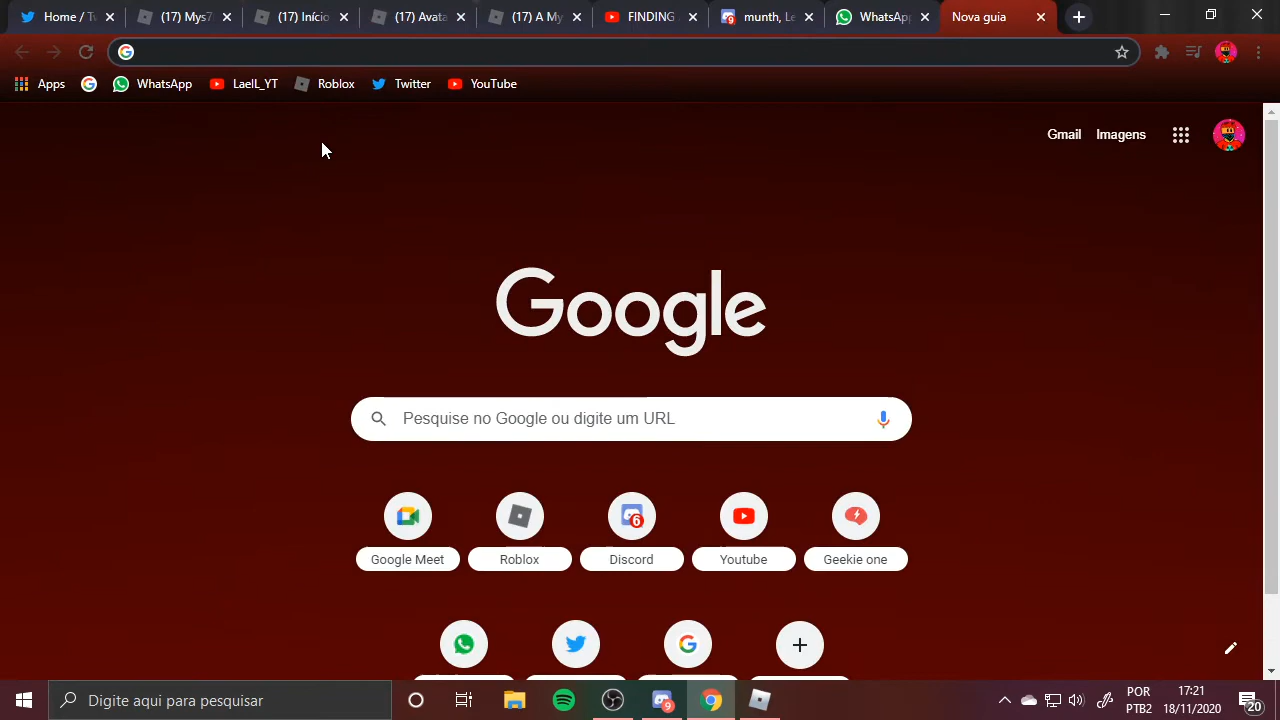 Home / Tw
(17) Mys7
(17) Início
(17) Avata
(17) A My
FINDING
munth, Le
WhatsApp
Nova guia
Apps
WhatsApp
LaelL_YT
Roblox
Twitter
YouTube
Gmail
Imagens
Google
Pesquise no Google ou digite um URL
6
Google Meet
Roblox
Discord
Youtube
Geekie one
Digite aqui para pesquisar
9
POR
PTB2
17:21
18/11/2020
20